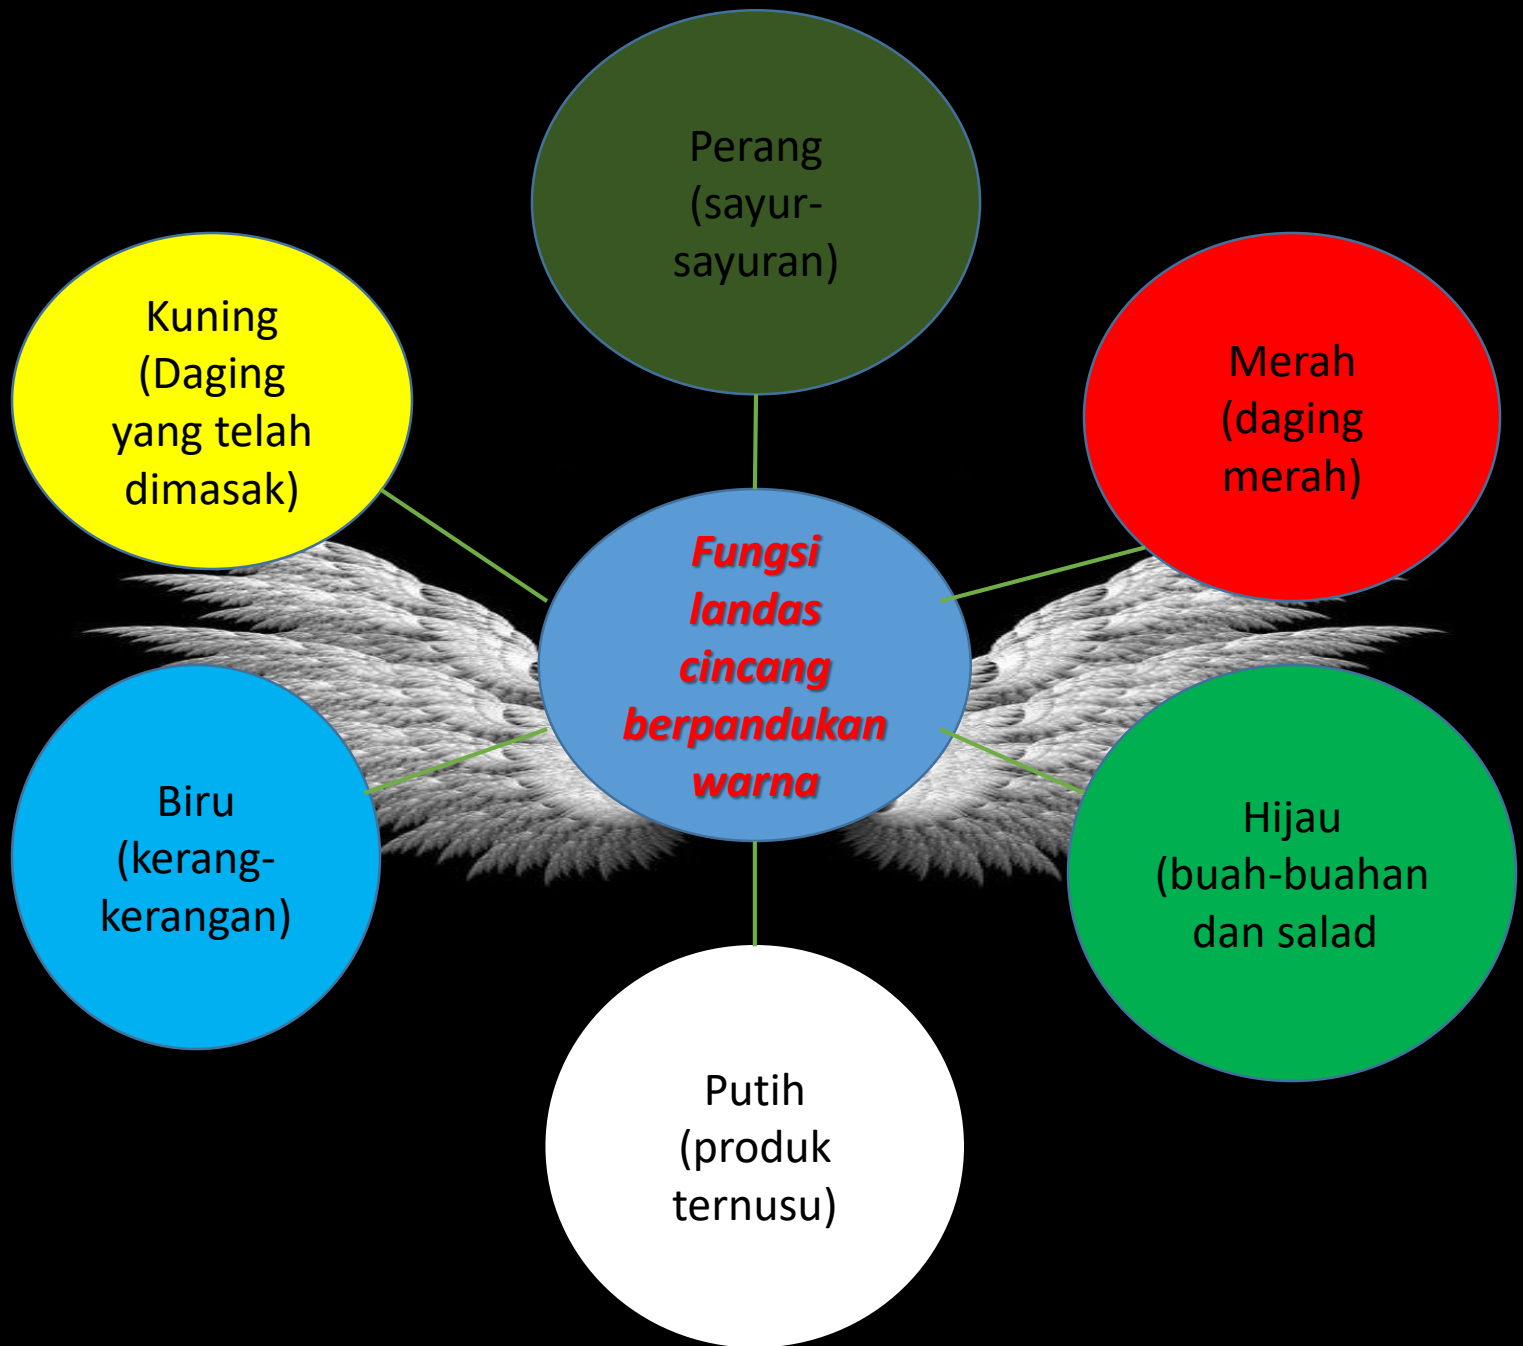 Perang
(sayur-
sayuran)
Kuning
(Daging
yang telah
dimasak)
Merah
(daging
merah)
Fungsi
landas
cincang
berpandukan
warna
Biru
(kerang-
kerangan)
Hijau
(buah-buahan
dan salad
Putih
(produk
ternusu)